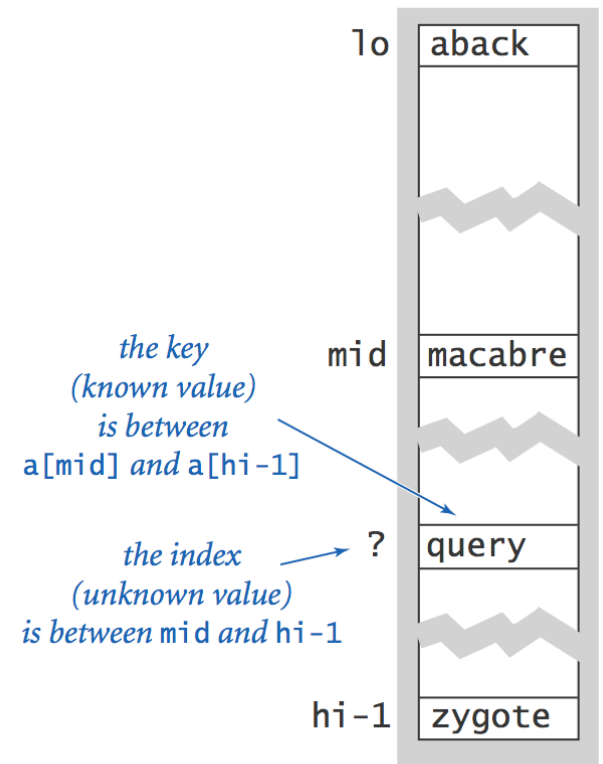 lo aback
mid macabre
the key
(known value)
is between
a[mid] and a[hi-1]
? query
the index
(unknown value)
is between mid and hi-1
hi-1 zygote